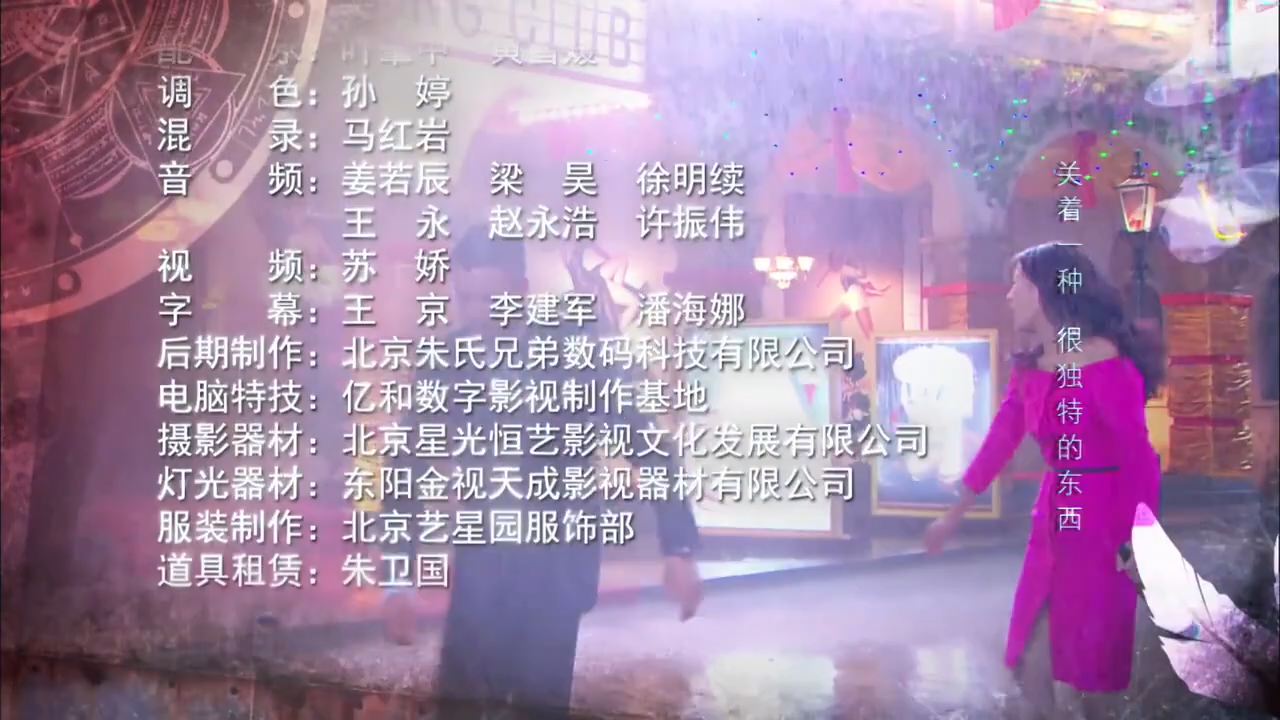 NG CLUB
调 色：孙 婷
混 录：马红岩
音 频：姜若辰 梁 昊 徐明续
王 永 赵永浩 许振伟
视 频：苏 娇
字 幕：王 京 李建军 潘海娜
后期制作：北京朱氏兄弟数码科技有限公司
电脑特技：亿和数字影视制作基地
摄影器材：北京星光恒艺影视文化发展有限公司
灯光器材：东阳金视天成影视器材有限公司
服装制作：北京艺星园服饰部
道具租赁：朱卫国
关着一种 很独特的东西